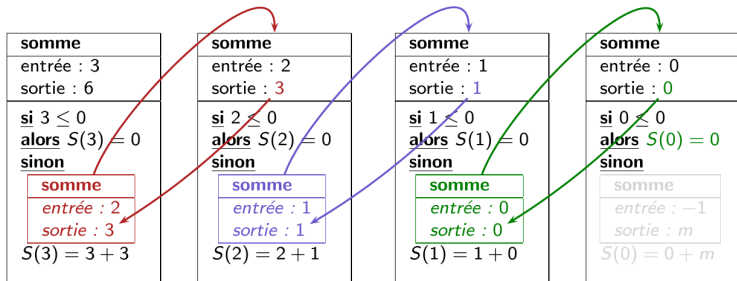 somme
entrée : 3
sortie : 6
si 3 ≤ 0
alors S(3) = 0
sinon
somme
entrée : 2
sortie : 3
S(3) = 3 + 3
somme
entrée : 2
sortie : 3
si 2 ≤ 0
alors S(2) = 0
sinon
somme
entrée : 1
sortie : 1
S(2) = 2 + 1
somme
entrée : 1
sortie : 1
si 1 ≤ 0
alors S(1) = 0
sinon
somme
entrée : 0
sortie : 0
S(1) = 1 + 0
somme
entrée : 0
sortie : 0
si 0 ≤ 0
alors S(0) = 0
sinon
somme
entrée : −1
sortie : m
S(0) = 0 + m